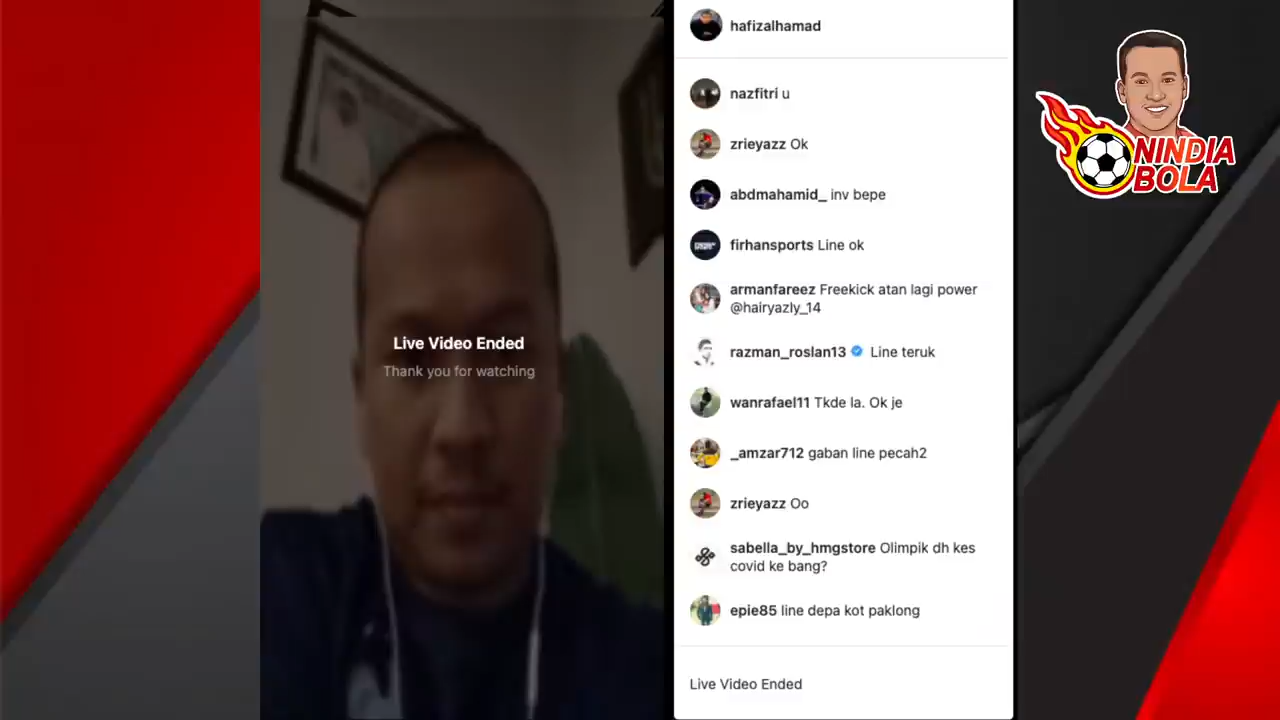 hafizalhamad
nazfitri u
zrieyazz Ok
abdmahamid_ inv bepe
firhansports Line ok
armanfareez Freekick atan lagi power
@hairyazly_14
razman_roslan13 Line teruk
wanrafael11 Tkde la. Ok je
_amzar712 gaban line pecah2
zrieyazz Oo
sabella_by_hmgstore Olimpik dh kes
covid ke bang?
epie85 line depa kot paklong
Live Video Ended
Live Video Ended
Thank you for watching
NINDIA
BOLA